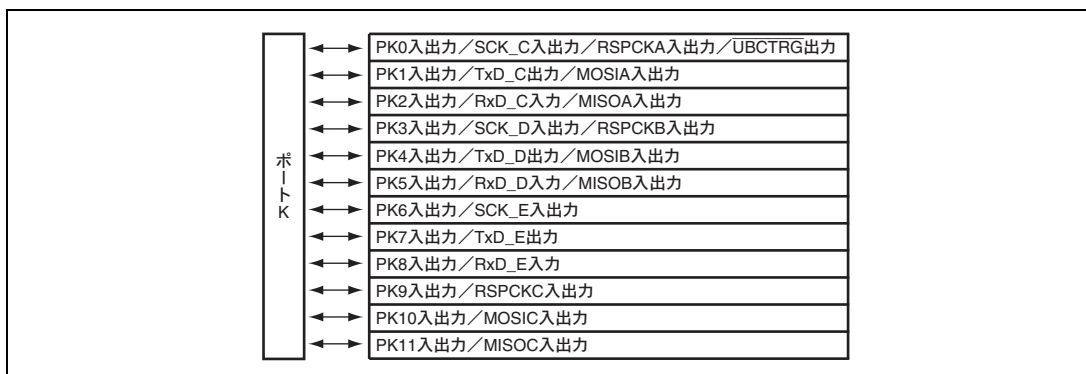 ポートK
PK0入出力／SCK_C入出力／RSPCKA入出力／UBCTRG出力
PK1入出力／TxD_C出力／MOSIA入出力
PK2入出力／RxD_C入力／MISOA入出力
PK3入出力／SCK_D入出力／RSPCKB入出力
PK4入出力／TxD_D出力／MOSIB入出力
PK5入出力／RxD_D入力／MISOB入出力
PK6入出力／SCK_E入出力
PK7入出力／TxD_E出力
PK8入出力／RxD_E入力
PK9入出力／RSPCKC入出力
PK10入出力／MOSIC入出力
PK11入出力／MISOC入出力